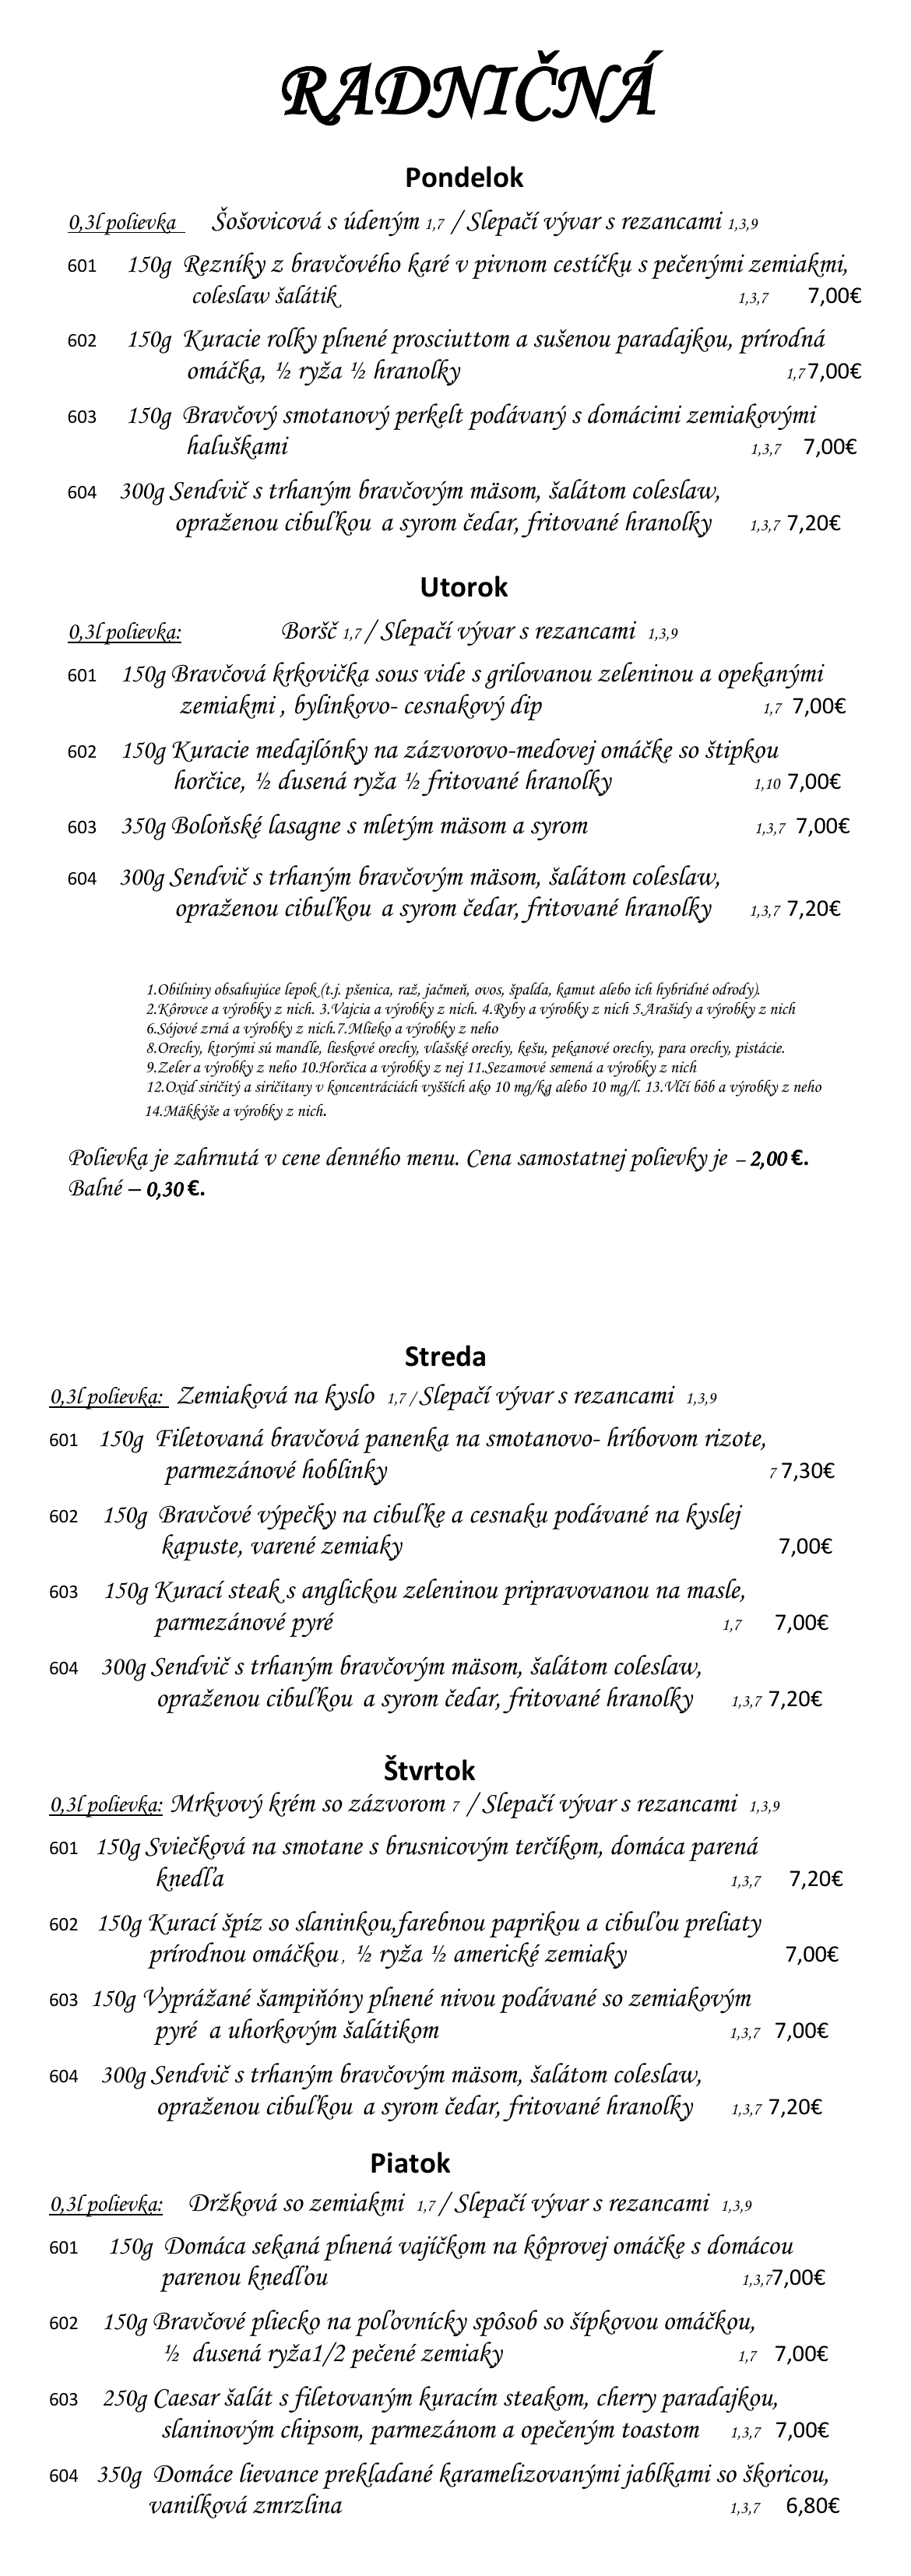 RADNIČNÁ
Pondelok
0,3l polievka Šošovicová s údeným 1,7 / Slepačí vývar s rezancami 1,3,9
601 150g Rezníky z bravčového karé v pivnom cestíčku s pečenými zemiakmi,
coleslaw šalátik 1,3,7 7,00€
602 150g Kuracie rolky plnené prosciuttom a sušenou paradajkou, prírodná
omáčka, ½ ryža ½ hranolky 1,7 7,00€
603 150g Bravčový smotanový perkelt podávaný s domácimi zemiakovými
haluškami 1,3,7 7,00€
604 300g Sendvič s trhaným bravčovým mäsom, šalátom coleslaw,
opraženou cibuľkou a syrom čedar, fritované hranolky 1,3,7 7,20€
Utorok
0,3l polievka: Boršč 1,7 / Slepačí vývar s rezancami 1,3,9
601 150g Bravčová krkovička sous vide s grilovanou zeleninou a opekanými
zemiakmi , bylinkovo- cesnakový dip 1,7 7,00€
602 150g Kuracie medajlónky na zázvorovo-medovej omáčke so štipkou
horčice, ½ dusená ryža ½ fritované hranolky 1,10 7,00€
603 350g Boloňské lasagne s mletým mäsom a syrom 1,3,7 7,00€
604 300g Sendvič s trhaným bravčovým mäsom, šalátom coleslaw,
opraženou cibuľkou a syrom čedar, fritované hranolky 1,3,7 7,20€
1.Obilniny obsahujúce lepok (t.j. pšenica, raž, jačmeň, ovos, špalda, kamut alebo ich hybridné odrody).
2.Kôrovce a výrobky z nich. 3.Vajcia a výrobky z nich. 4.Ryby a výrobky z nich 5.Arašidy a výrobky z nich
6.Sójové zrná a výrobky z nich.7.Mlieko a výrobky z neho
8.Orechy, ktorými sú mandle, lieskové orechy, vlašské orechy, kešu, pekanové orechy, para orechy, pistácie.
9.Zeler a výrobky z neho 10.Horčica a výrobky z nej 11.Sezamové semená a výrobky z nich
12.Oxid siričitý a siričitany v koncentráciách vyšších ako 10 mg/kg alebo 10 mg/l. 13.Vlčí bôb a výrobky z neho
14.Mäkkýše a výrobky z nich.
Polievka je zahrnutá v cene denného menu. Cena samostatnej polievky je – 2,00 €.
Balné – 0,30 €.
Streda
0,3l polievka: Zemiaková na kyslo 1,7 / Slepačí vývar s rezancami 1,3,9
601 150g Filetovaná bravčová panenka na smotanovo- hríbovom rizote,
parmezánové hoblinky 7 7,30€
602 150g Bravčové výpečky na cibuľke a cesnaku podávané na kyslej
kapuste, varené zemiaky 7,00€
603 150g Kurací steak s anglickou zeleninou pripravovanou na masle,
parmezánové pyré 1,7 7,00€
604 300g Sendvič s trhaným bravčovým mäsom, šalátom coleslaw,
opraženou cibuľkou a syrom čedar, fritované hranolky 1,3,7 7,20€
Štvrtok
0,3l polievka: Mrkvový krém so zázvorom 7 / Slepačí vývar s rezancami 1,3,9
601 150g Sviečková na smotane s brusnicovým terčíkom, domáca parená
knedľa 1,3,7 7,20€
602 150g Kurací špíz so slaninkou,farebnou paprikou a cibuľou preliaty
prírodnou omáčkou , ½ ryža ½ americké zemiaky 7,00€
603 150g Vyprážané šampiňóny plnené nivou podávané so zemiakovým
pyré a uhorkovým šalátikom 1,3,7 7,00€
604 300g Sendvič s trhaným bravčovým mäsom, šalátom coleslaw,
opraženou cibuľkou a syrom čedar, fritované hranolky 1,3,7 7,20€
Piatok
0,3l polievka: Držková so zemiakmi 1,7 / Slepačí vývar s rezancami 1,3,9
601 150g Domáca sekaná plnená vajíčkom na kôprovej omáčke s domácou
parenou knedľou 1,3,7 7,00€
602 150g Bravčové pliecko na poľovnícky spôsob so šípkovou omáčkou,
½ dusená ryža1/2 pečené zemiaky 1,7 7,00€
603 250g Caesar šalát s filetovaným kuracím steakom, cherry paradajkou,
slaninovým chipsom, parmezánom a opečeným toastom 1,3,7 7,00€
604 350g Domáce lievance prekladané karamelizovanými jablkami so škoricou,
vanilková zmrzlina 1,3,7 6,80€